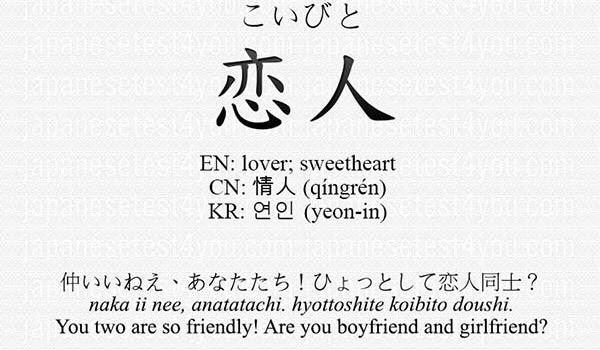 こいびと
恋人
EN: lover; sweetheart
CN: 情人 (qíngrén)
KR: 연인 (yeon-in)
仲いいねえ、あなたたち！ひょっとして恋人同士？
naka ii nee, anatatachi. hyottoshite koibito doushi.
You two are so friendly! Are you boyfriend and girlfriend?
japanesetest4you.com